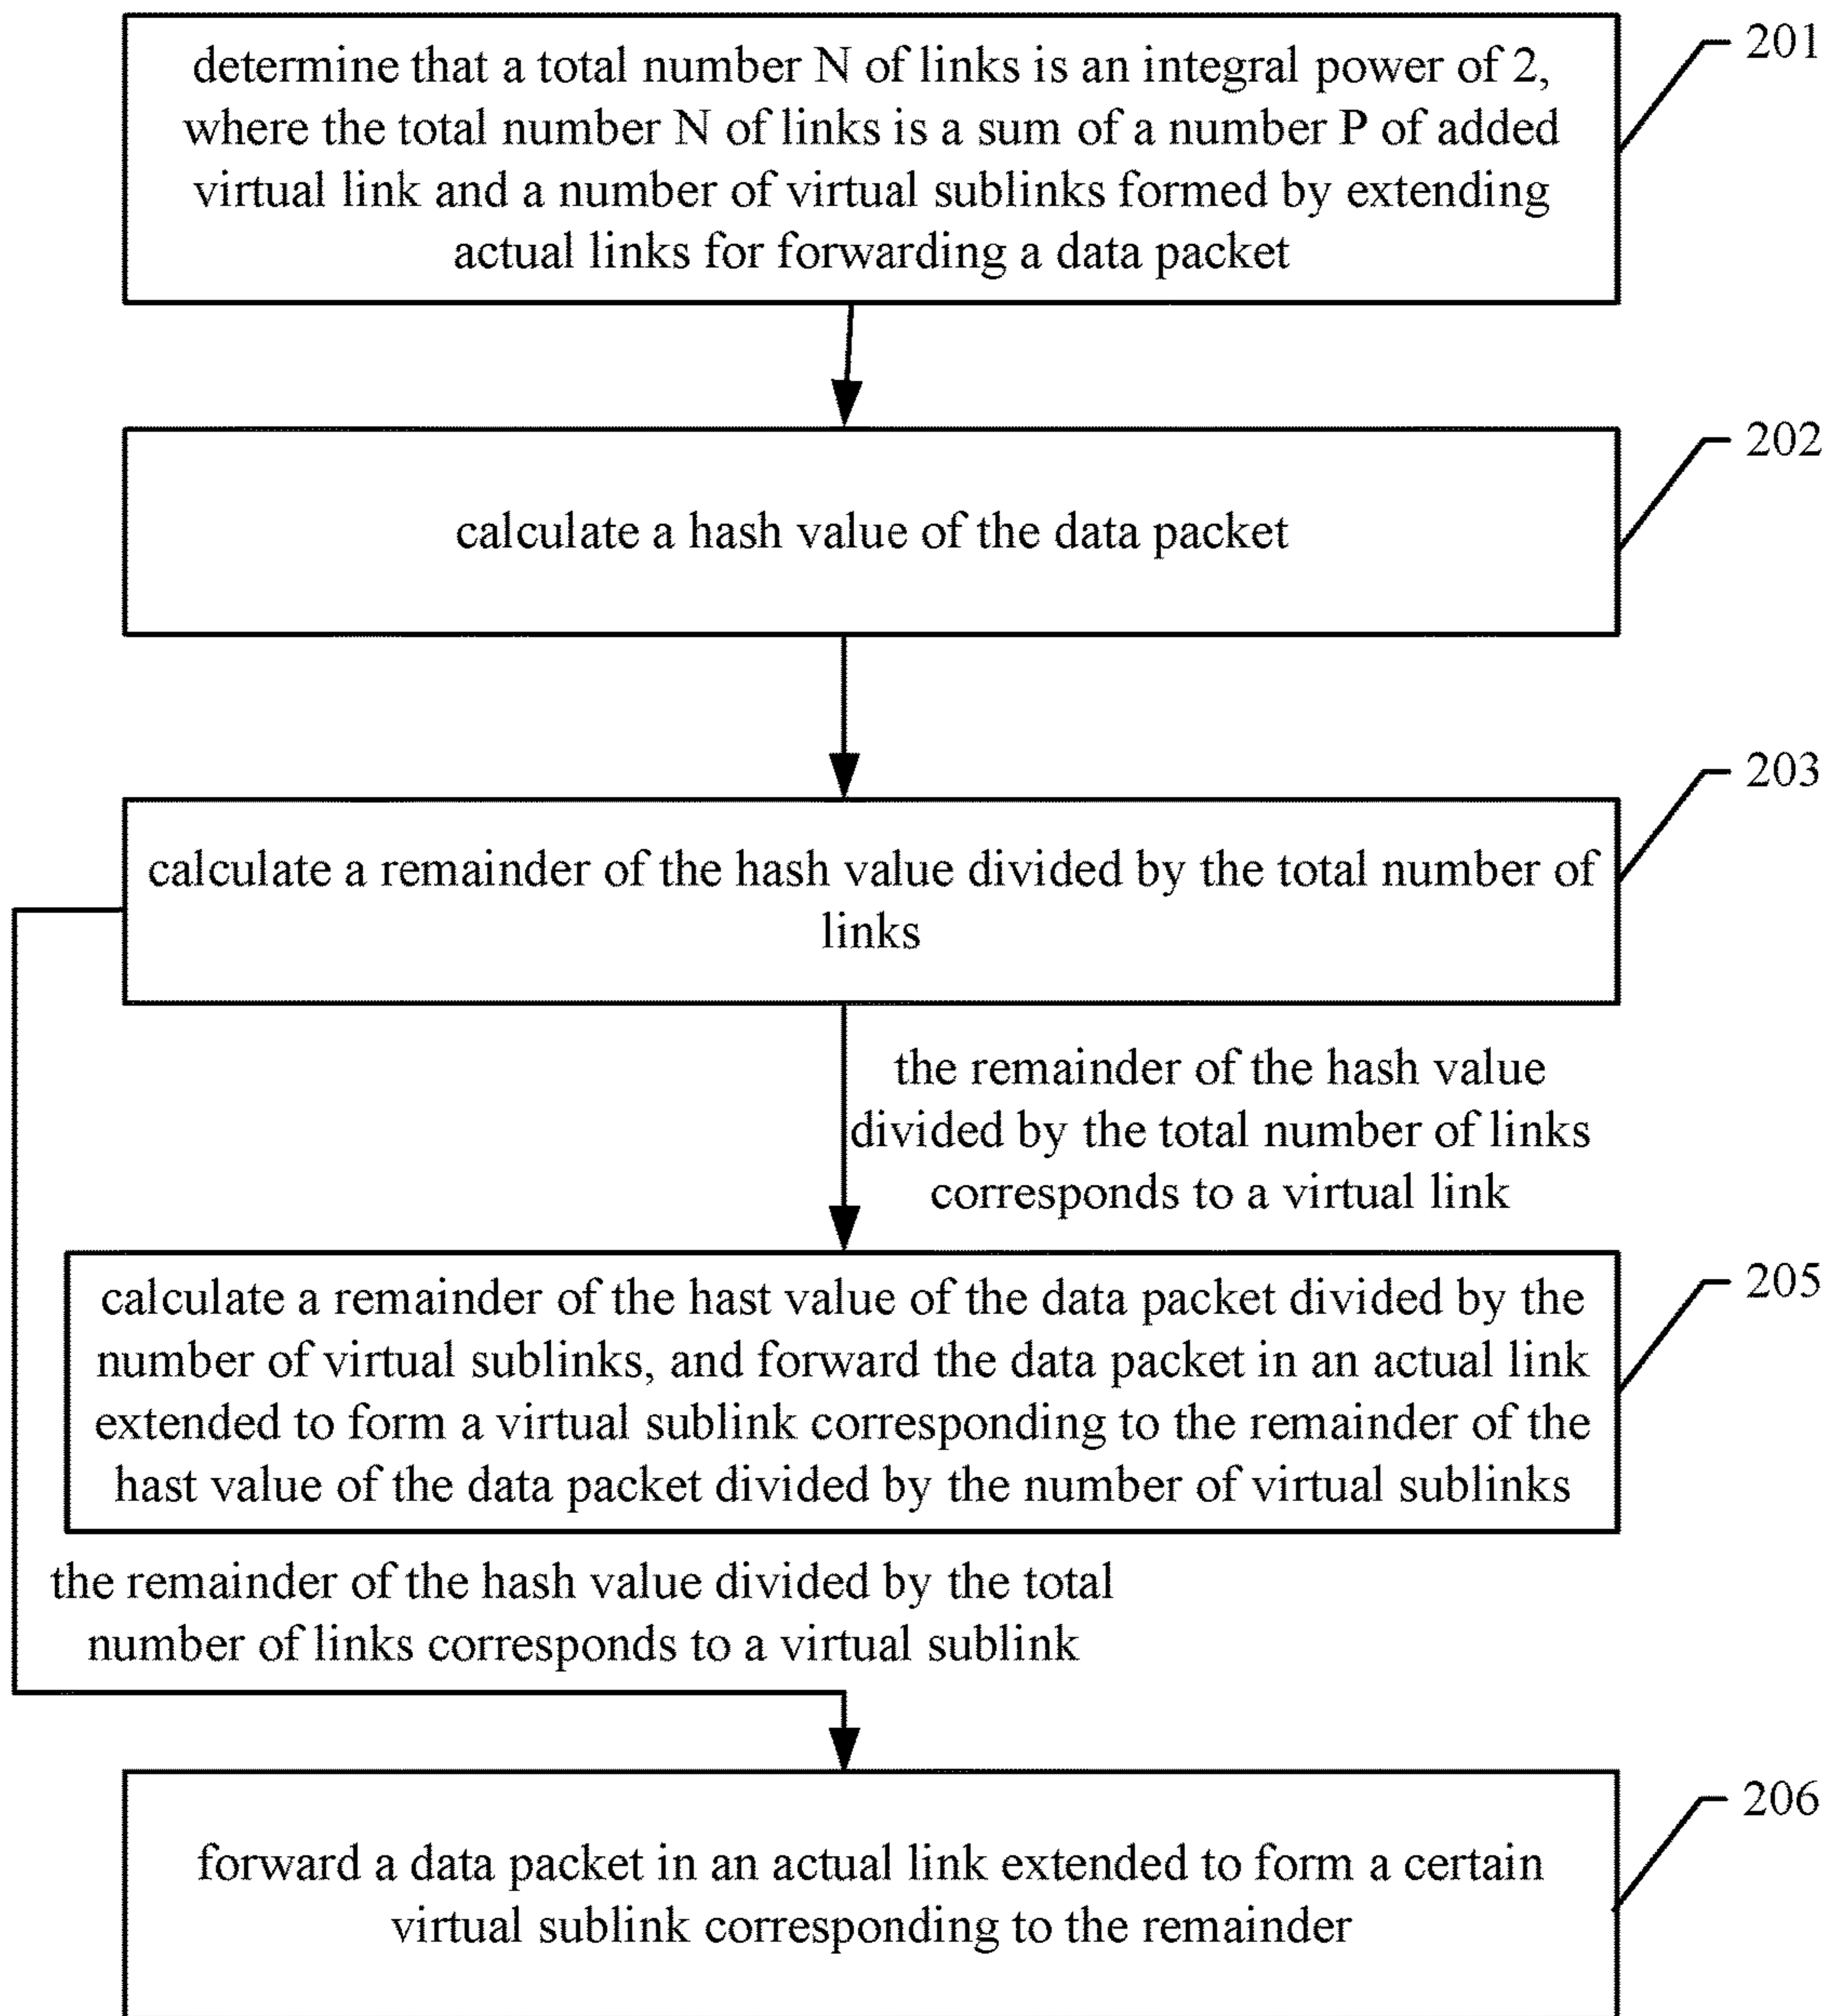 determine that a total number N of links is an integral power of 2,
where the total number N of links is a sum of a number P of added
virtual link and a number of virtual sublinks formed by extending
actual links for forwarding a data packet
201
calculate a hash value of the data packet
202
calculate a remainder of the hash value divided by the total number of
links
203
the remainder of the hash value
divided by the total number of links
corresponds to a virtual link
calculate a remainder of the hast value of the data packet divided by the
number of virtual sublinks, and forward the data packet in an actual link
extended to form a virtual sublink corresponding to the remainder of the
hast value of the data packet divided by the number of virtual sublinks
205
the remainder of the hash value divided by the total
number of links corresponds to a virtual sublink
forward a data packet in an actual link extended to form a certain
virtual sublink corresponding to the remainder
206